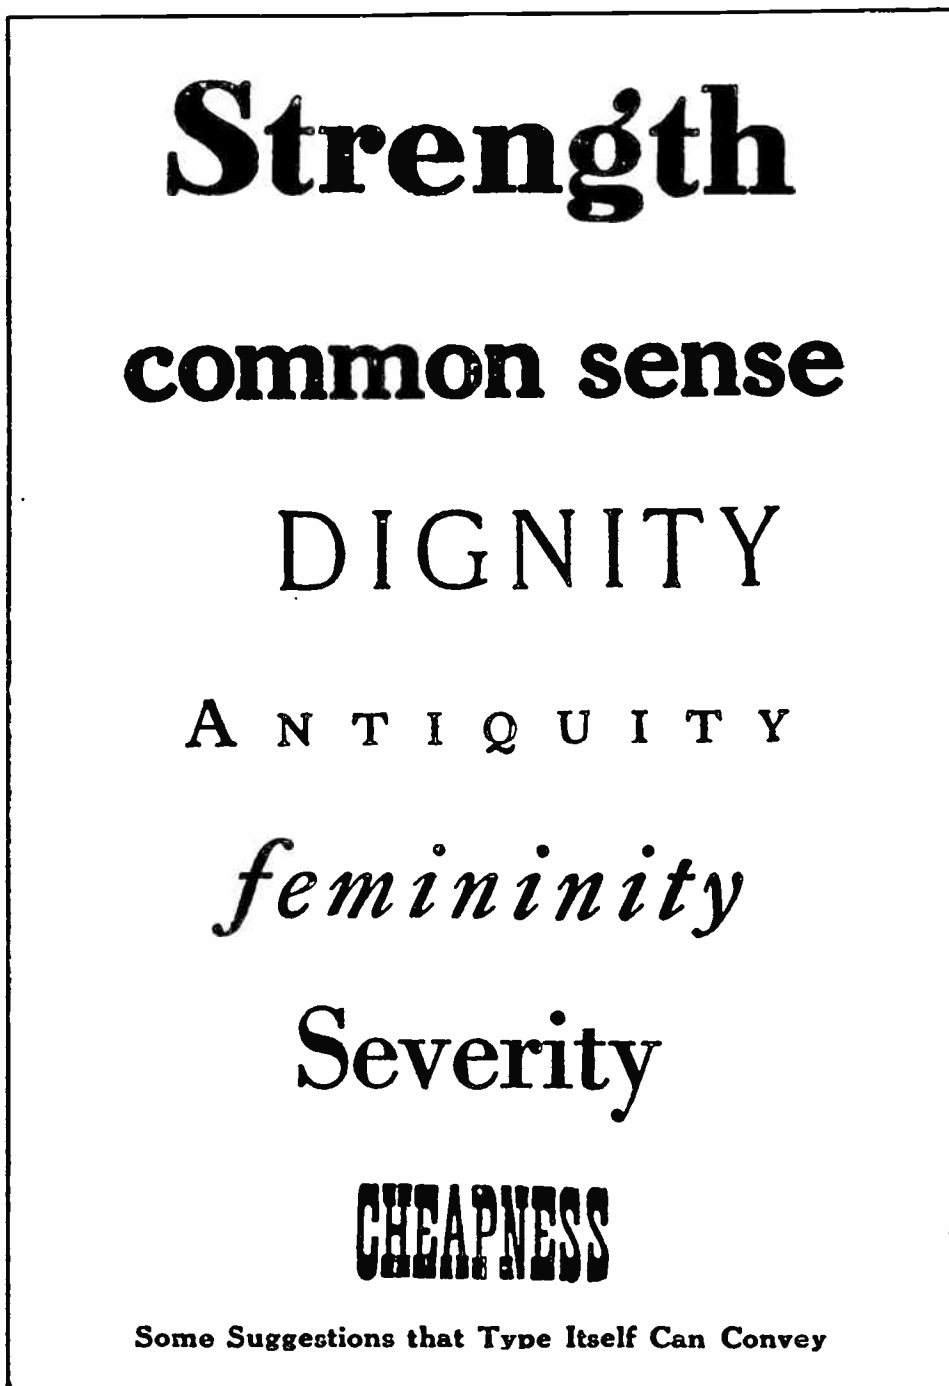 Strength
common sense
DIGNITY
ANTIQUITY
femininity
Severity
CHEAPNESS
Some Suggestions that Type Itself Can Convey